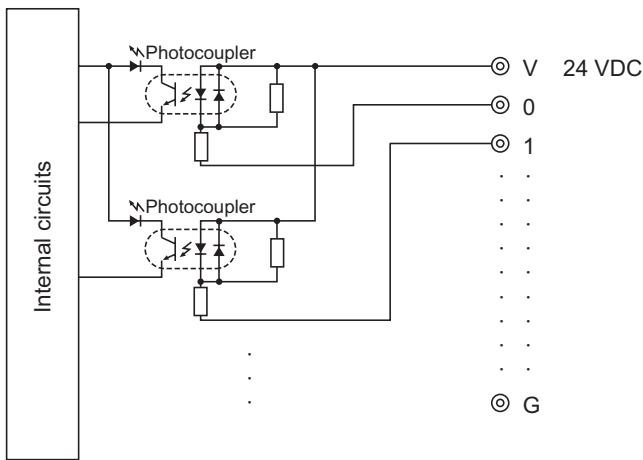 Photocoupler
V 24 VDC
0
1
Photocoupler
Internal circuits
G